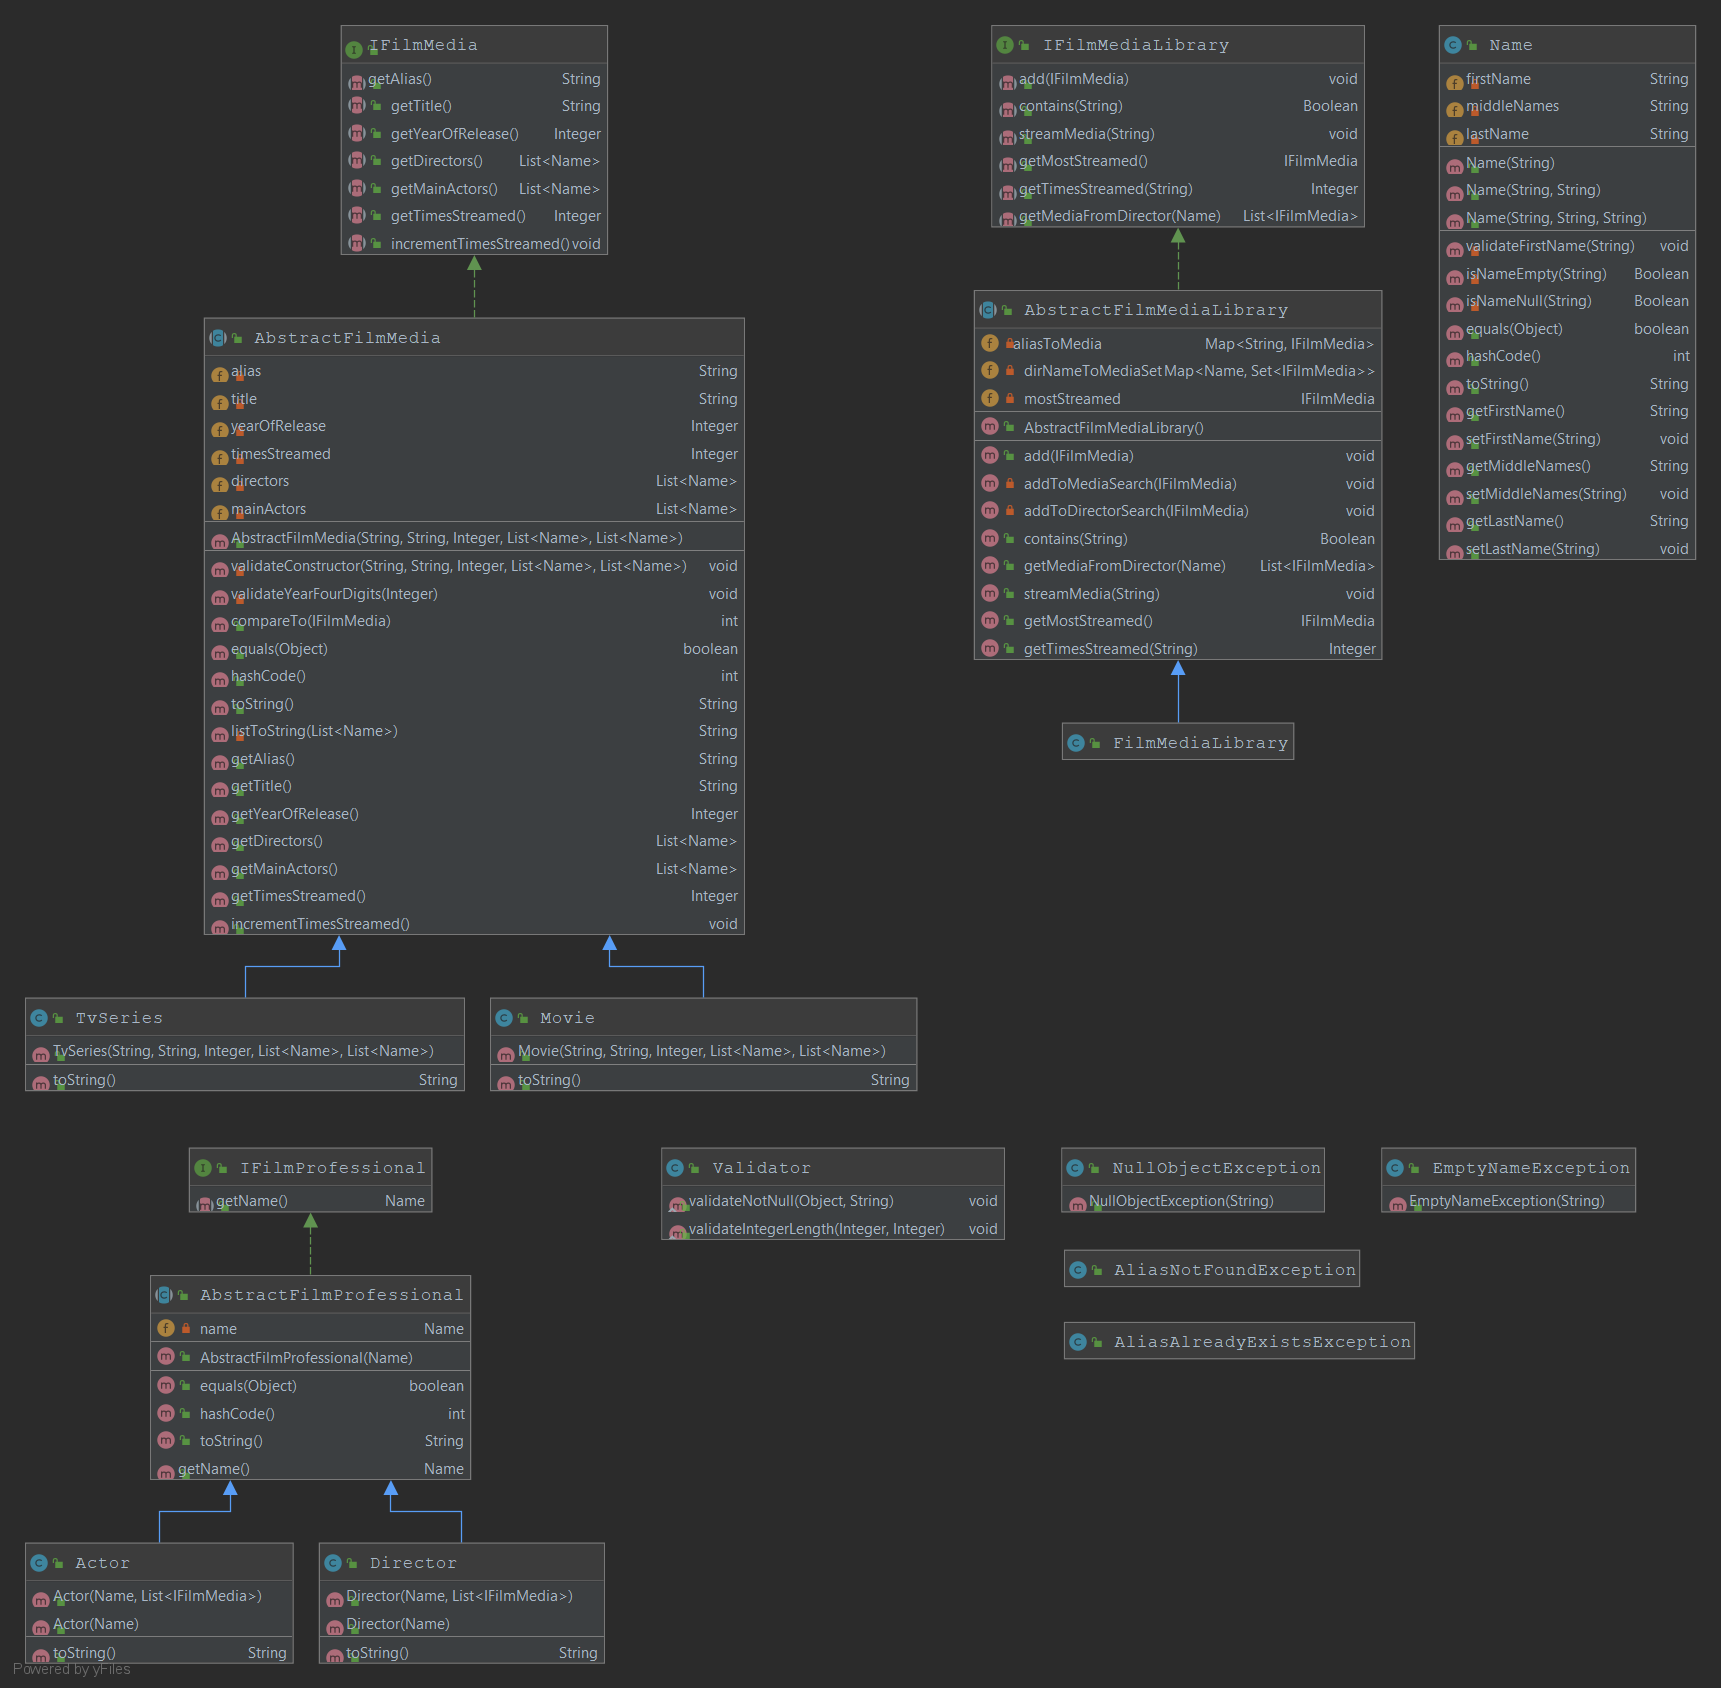 IFilmMedia
getAlias() String
getTitle() String
getYearOfRelease() Integer
getDirectors() List<Name>
getMainActors() List<Name>
getTimesStreamed() Integer
incrementTimesStreamed() void
IFilmMediaLibrary
add(IFilmMedia) void
contains(String) Boolean
streamMedia(String) void
getMostStreamed() IFilmMedia
getTimesStreamed(String) Integer
getMediaFromDirector(Name) List<IFilmMedia>
Name
firstName String
middleNames String
lastName String
Name(String)
Name(String, String)
Name(String, String, String)
validateFirstName(String) void
isNameEmpty(String) Boolean
isNameNull(String) Boolean
equals(Object) boolean
hashCode() int
toString() String
getFirstName() String
setFirstName(String) void
getMiddleNames() String
setMiddleNames(String) void
getLastName() String
setLastName(String) void
AbstractFilmMedia
alias String
title String
yearOfRelease Integer
timesStreamed Integer
directors List<Name>
mainActors List<Name>
AbstractFilmMedia(String, String, Integer, List<Name>, List<Name>)
validateConstructor(String, String, Integer, List<Name>, List<Name>) void
validateYearFourDigits(Integer) void
compareTo(IFilmMedia) int
equals(Object) boolean
hashCode() int
toString() String
listToString(List<Name>) String
getAlias() String
getTitle() String
getYearOfRelease() Integer
getDirectors() List<Name>
getMainActors() List<Name>
getTimesStreamed() Integer
incrementTimesStreamed() void
AbstractFilmMediaLibrary
aliasToMedia Map<String, IFilmMedia>
dirNameToMediaSet Map<Name, Set<IFilmMedia>>
mostStreamed IFilmMedia
AbstractFilmMediaLibrary()
add(IFilmMedia) void
addToMediaSearch(IFilmMedia) void
addToDirectorSearch(IFilmMedia) void
contains(String) Boolean
getMediaFromDirector(Name) List<IFilmMedia>
streamMedia(String) void
getMostStreamed() IFilmMedia
getTimesStreamed(String) Integer
FilmMediaLibrary
TvSeries
TvSeries(String, String, Integer, List<Name>, List<Name>)
toString() String
Movie
Movie(String, String, Integer, List<Name>, List<Name>)
toString() String
IFilmProfessional
getName() Name
Validator
validateNotNull(Object, String) void
validateIntegerLength(Integer, Integer) void
NullObjectException
NullObjectException(String)
EmptyNameException
EmptyNameException(String)
AliasNotFoundException
AliasAlreadyExistsException
AbstractFilmProfessional
name Name
AbstractFilmProfessional(Name)
equals(Object) boolean
hashCode() int
toString() String
getName() Name
Actor
Actor(Name, List<IFilmMedia>)
Actor(Name)
toString() String
Director
Director(Name, List<IFilmMedia>)
Director(Name)
toString() String
Powered by yFiles